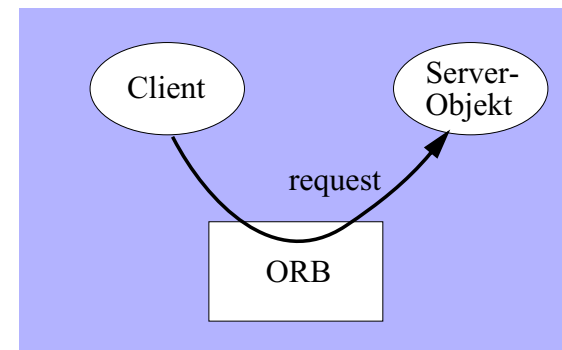 Client
Server-
Objekt
request
ORB